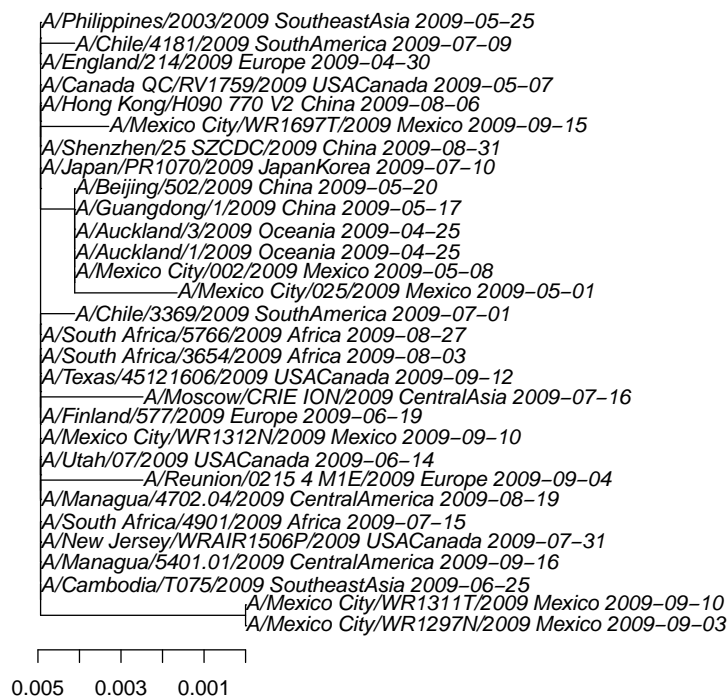 A/Philippines/2003/2009 SoutheastAsia 2009−05−25
A/Chile/4181/2009 SouthAmerica 2009−07−09
A/England/214/2009 Europe 2009−04−30
A/Canada QC/RV1759/2009 USACanada 2009−05−07
A/Hong Kong/H090 770 V2 China 2009−08−06
A/Mexico City/WR1697T/2009 Mexico 2009−09−15
A/Shenzhen/25 SZCDC/2009 China 2009−08−31
A/Japan/PR1070/2009 JapanKorea 2009−07−10
A/Beijing/502/2009 China 2009−05−20
A/Guangdong/1/2009 China 2009−05−17
A/Auckland/3/2009 Oceania 2009−04−25
A/Auckland/1/2009 Oceania 2009−04−25
A/Mexico City/002/2009 Mexico 2009−05−08
A/Mexico City/025/2009 Mexico 2009−05−01
A/Chile/3369/2009 SouthAmerica 2009−07−01
A/South Africa/5766/2009 Africa 2009−08−27
A/South Africa/3654/2009 Africa 2009−08−03
A/Texas/45121606/2009 USACanada 2009−09−12
A/Moscow/CRIE ION/2009 CentralAsia 2009−07−16
A/Finland/577/2009 Europe 2009−06−19
A/Mexico City/WR1312N/2009 Mexico 2009−09−10
A/Utah/07/2009 USACanada 2009−06−14
A/Reunion/0215 4 M1E/2009 Europe 2009−09−04
A/Managua/4702.04/2009 CentralAmerica 2009−08−19
A/South Africa/4901/2009 Africa 2009−07−15
A/New Jersey/WRAIR1506P/2009 USACanada 2009−07−31
A/Managua/5401.01/2009 CentralAmerica 2009−09−16
A/Cambodia/T075/2009 SoutheastAsia 2009−06−25
A/Mexico City/WR1311T/2009 Mexico 2009−09−10
A/Mexico City/WR1297N/2009 Mexico 2009−09−03
0.005 0.003 0.001